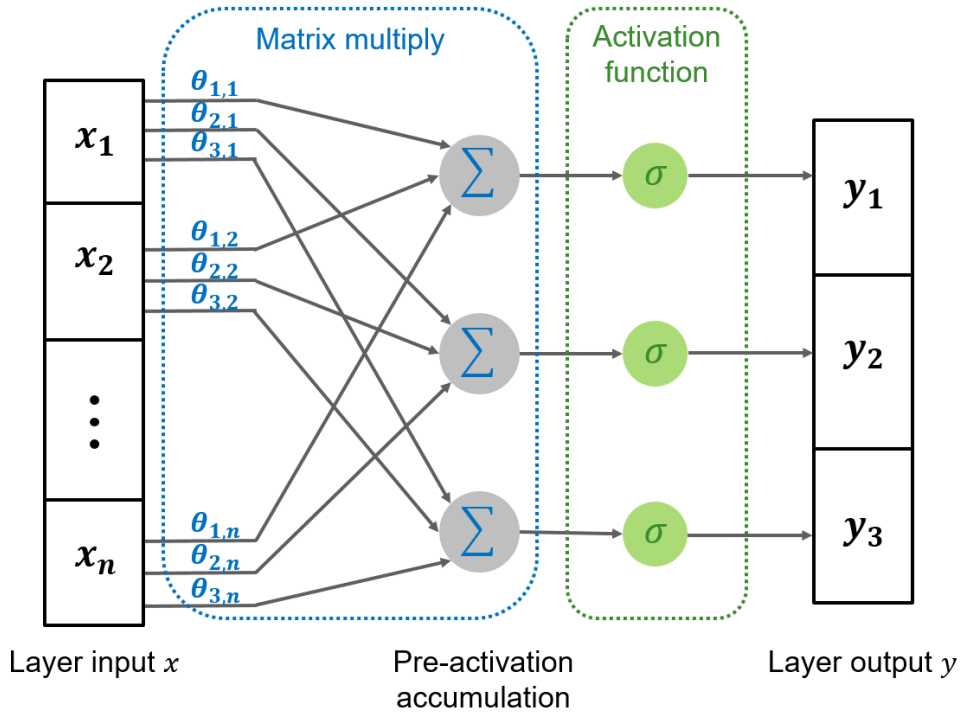 Matrix multiply
Activation
function
θ1,1
θ2,1
θ3,1
x1
Σ
σ
y1
θ1,2
θ2,2
θ3,2
x2
Σ
σ
y2
⋮
θ1,n
θ2,n
θ3,n
xn
Σ
σ
y3
Layer input x
Pre-activation
accumulation
Layer output y